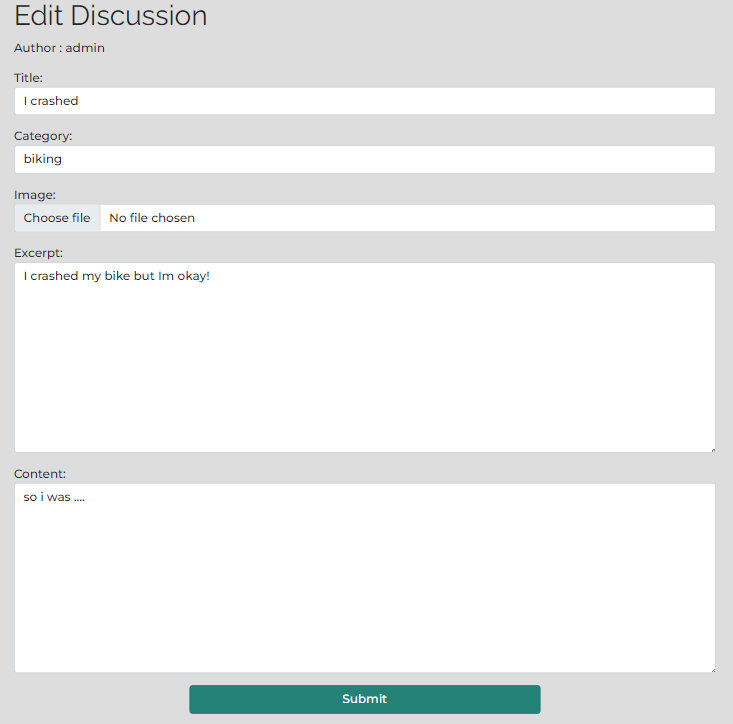 Edit Discussion
Author : admin
Title:
I crashed
Category:
biking
Image:
Choose file No file chosen
Excerpt:
I crashed my bike but Im okay!
Content:
so i was ....
Submit